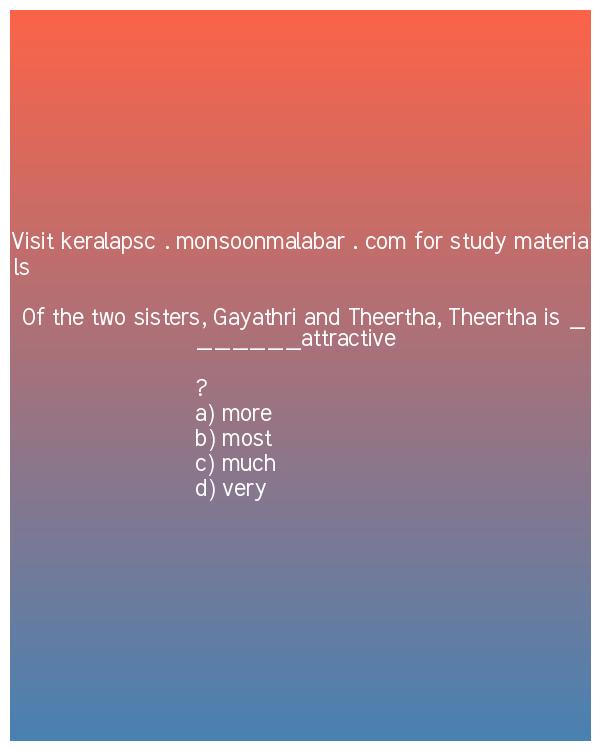 Visit keralapsc . monsoonmalabar . com for study materia
ls
Of the two sisters, Gayathri and Theertha, Theertha is _
______attractive
?
a) more
b) most
c) much
d) very